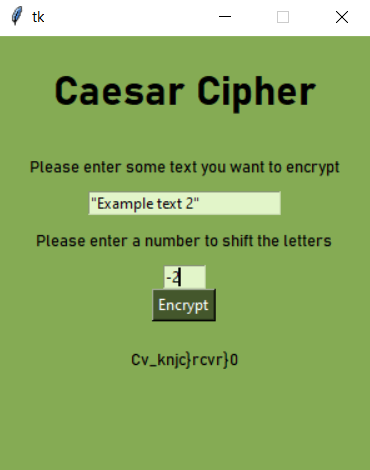 tk
Caesar Cipher
Please enter some text you want to encrypt
"Example text 2"
Please enter a number to shift the letters
-2
Encrypt
Cv_knjc}rcvr}0